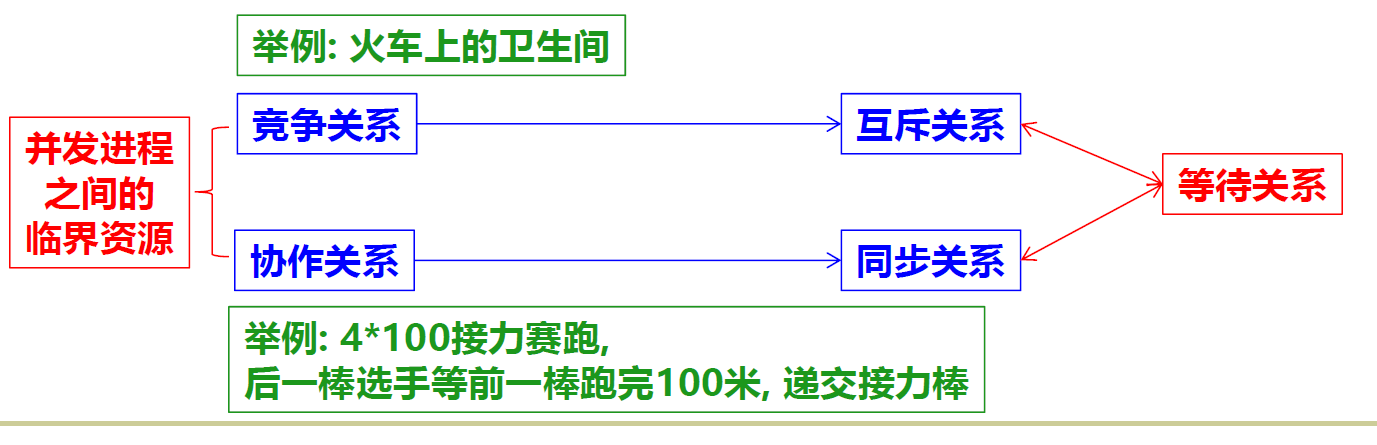 举例: 火车上的卫生间
并发进程
之间的
临界资源
竞争关系
互斥关系
等待关系
协作关系
同步关系
举例: 4*100接力赛跑,
后一棒选手等前一棒跑完100米, 递交接力棒